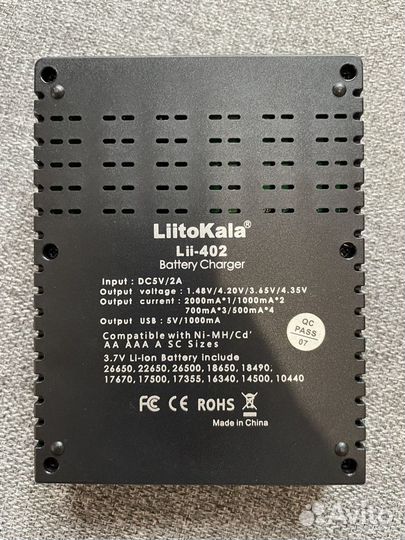 LiitoKala®
Lii-402
Battery Charger
Input : DC5V/2A
Output voltage : 1.48V/4.20V/3.65V/4.35V
Output current : 2000mA*1/1000mA*2
700mA*3/500mA*4
Output USB : 5V/1000mA
QC
PASS
07
Compatible with Ni-MH/Cd'
AA AAA A SC Sizes
3.7V Li-Ion Battery include
26650, 22650, 26500, 18650, 18490,
17670, 17500, 17355, 16340, 14500, 10440
FC CE ROHS
Made in China
Avito